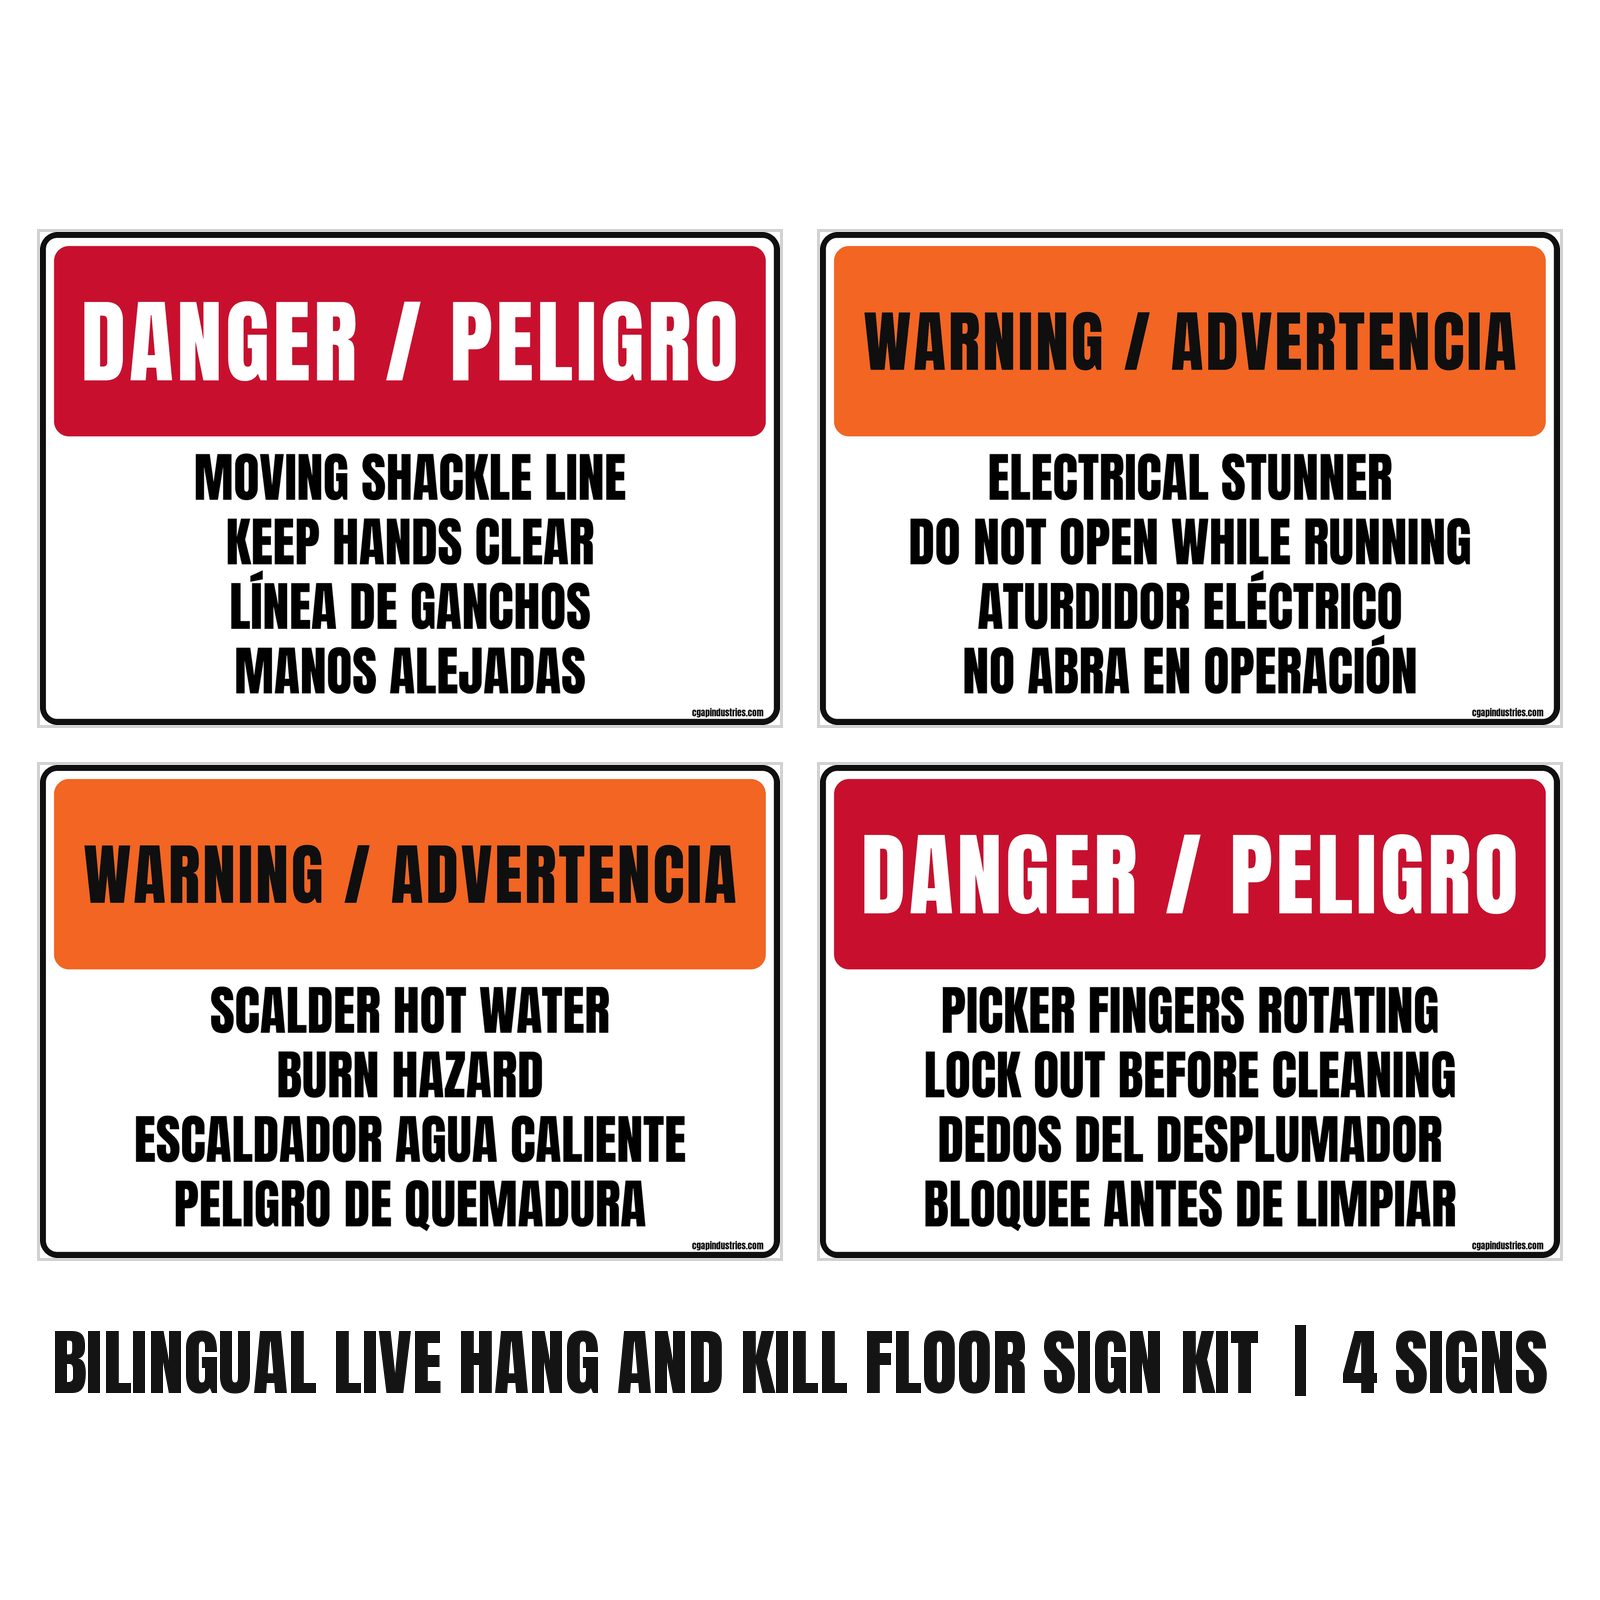 DANGER / PELIGRO
MOVING SHACKLE LINE
KEEP HANDS CLEAR
LÍNEA DE GANCHOS
MANOS ALEJADAS
cgapindustries.com
WARNING / ADVERTENCIA
ELECTRICAL STUNNER
DO NOT OPEN WHILE RUNNING
ATURDIDOR ELÉCTRICO
NO ABRA EN OPERACIÓN
cgapindustries.com
WARNING / ADVERTENCIA
SCALDER HOT WATER
BURN HAZARD
ESCALDADOR AGUA CALIENTE
PELIGRO DE QUEMADURA
cgapindustries.com
DANGER / PELIGRO
PICKER FINGERS ROTATING
LOCK OUT BEFORE CLEANING
DEDOS DEL DESPLUMADOR
BLOQUEE ANTES DE LIMPIAR
cgapindustries.com
BILINGUAL LIVE HANG AND KILL FLOOR SIGN KIT | 4 SIGNS